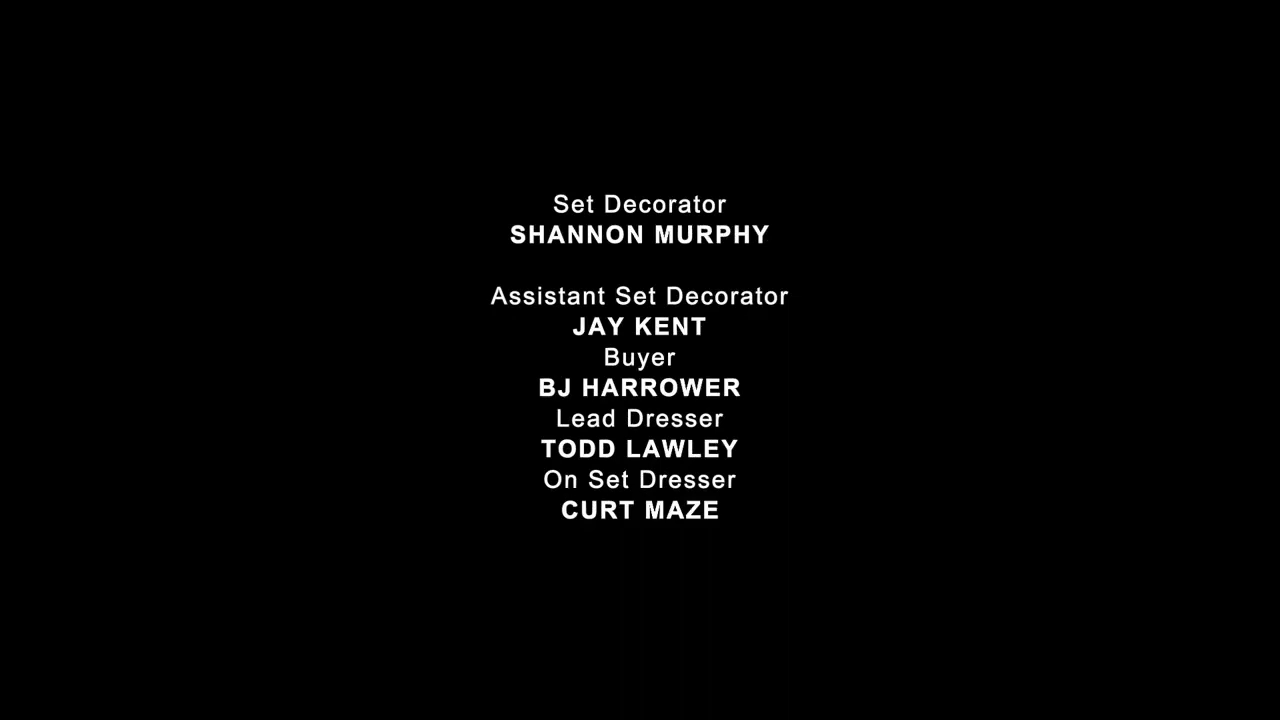 Set Decorator
SHANNON MURPHY
Assistant Set Decorator
JAY KENT
Buyer
BJ HARROWER
Lead Dresser
TODD LAWLEY
On Set Dresser
CURT MAZE